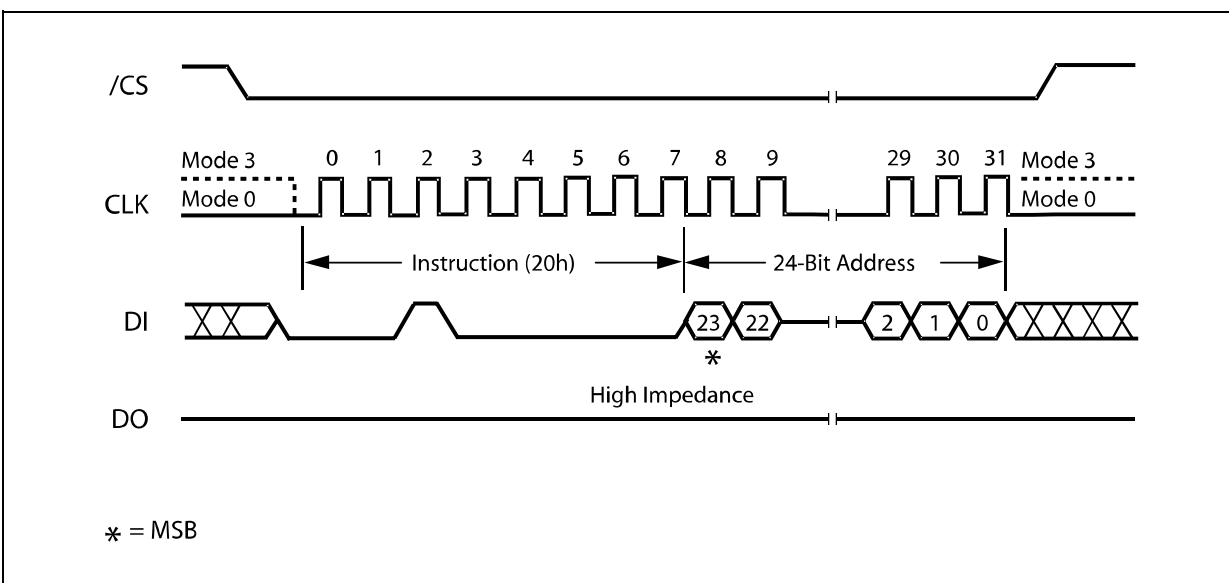 /CS
Mode 3 0 1 2 3 4 5 6 7 8 9 29 30 31 Mode 3
CLK Mode 0 Mode 0
Instruction (20h) 24-Bit Address
DI 23 22 2 1 0
*
High Impedance
DO
* = MSB